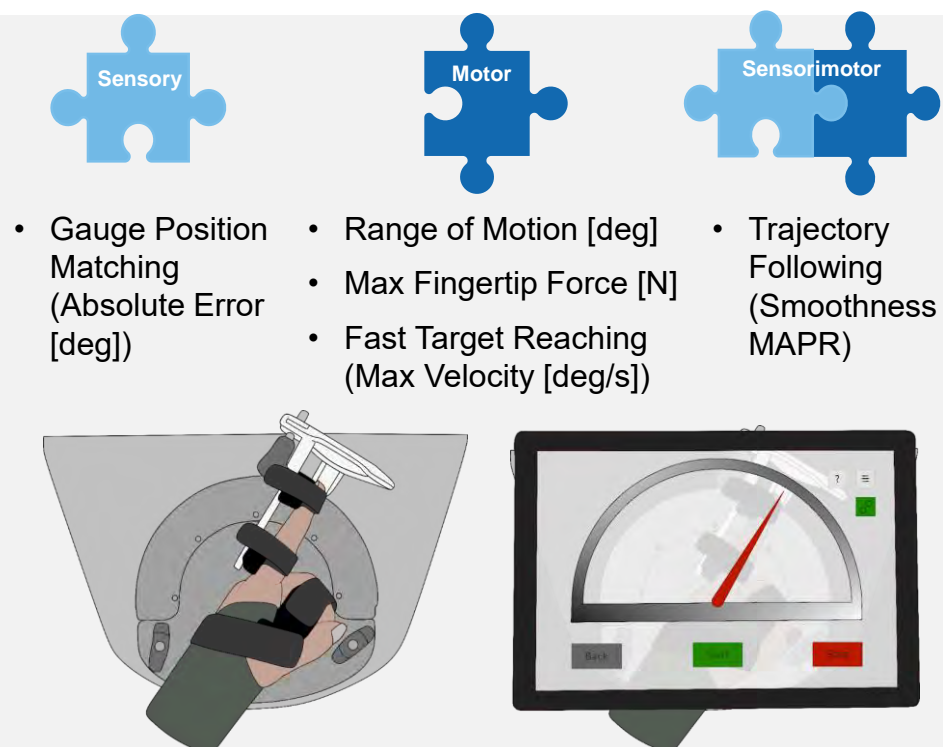 Sensory
Motor
Sensorimotor
• Gauge Position
Matching
(Absolute Error
[deg])
• Range of Motion [deg]
• Max Fingertip Force [N]
• Fast Target Reaching
(Max Velocity [deg/s])
• Trajectory
Following
(Smoothness
MAPR)
?
Back
Start